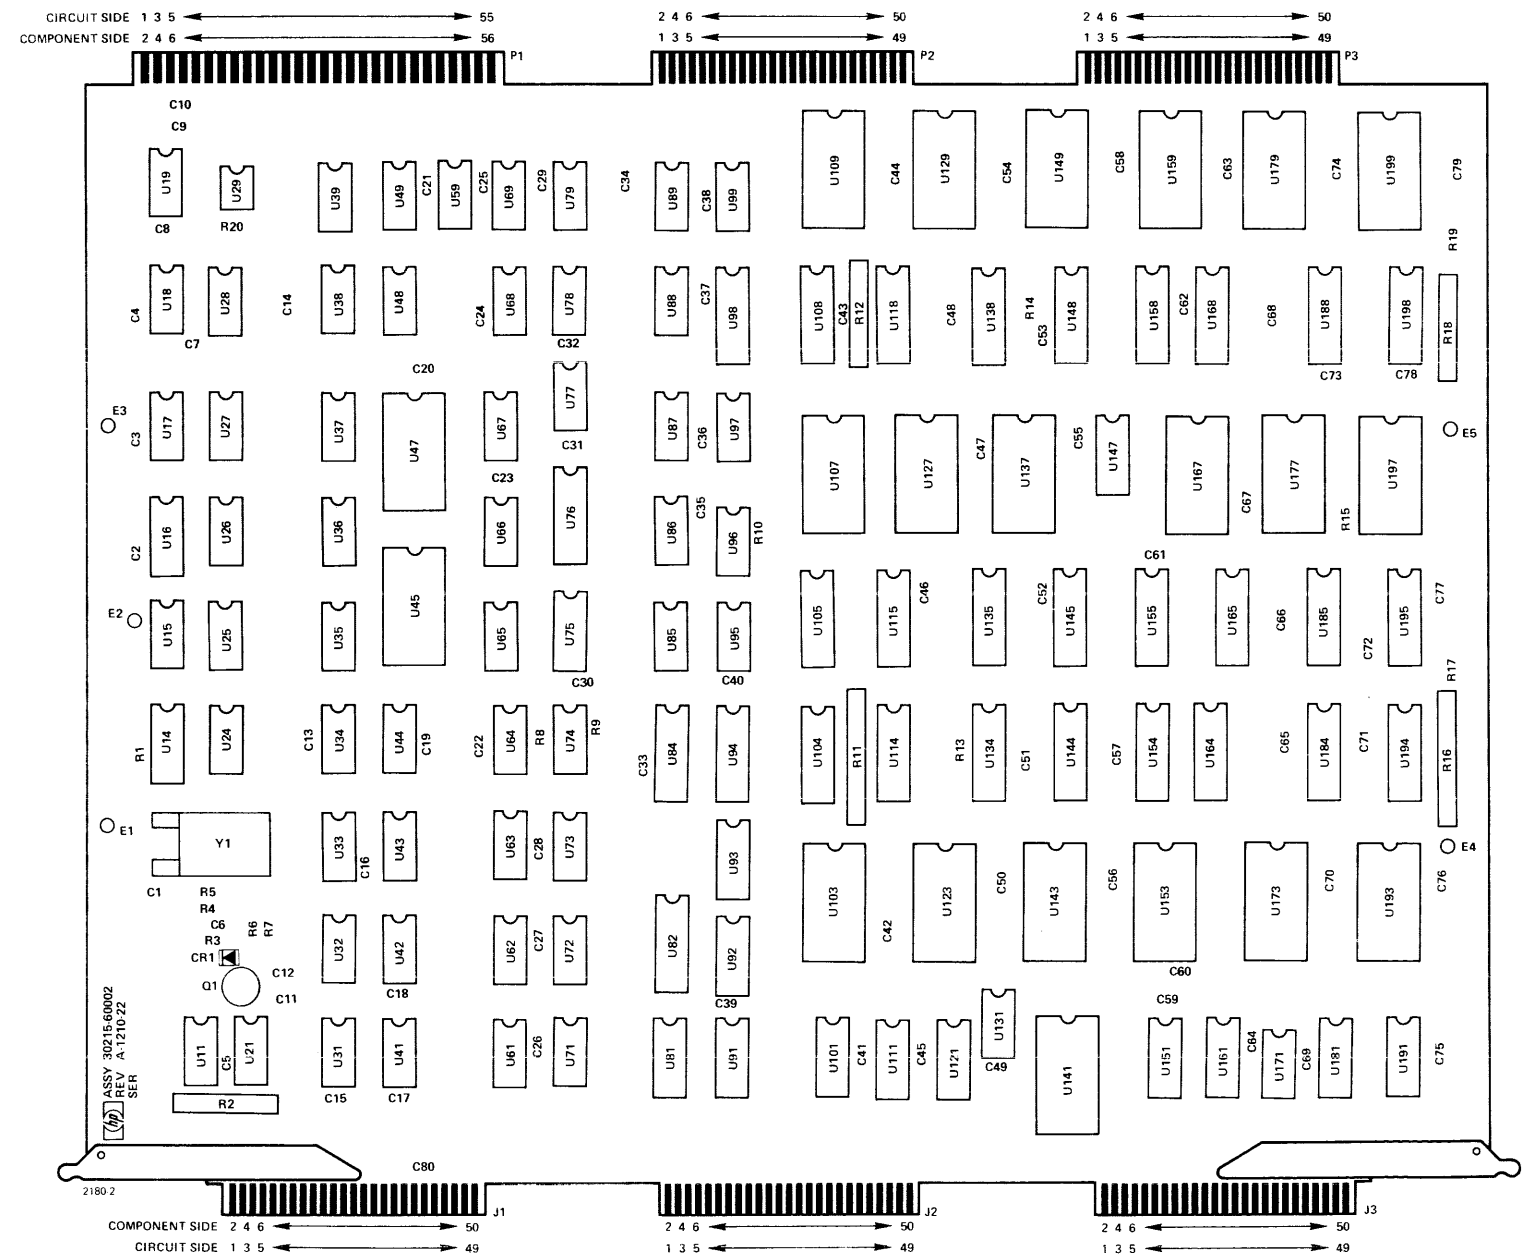 CIRCUIT SIDE 1 3 5 55
COMPONENT SIDE 2 4 6 56
P1
2 4 6 50
1 3 5 49
P2
2 4 6 50
1 3 5 49
P3
C10
C9
U19
U29
U39
U49
C21
U59
C25
U69
C29
U79
C34
U89
C38
U99
U109
C44
U129
C54
U149
C58
U159
C63
U179
C74
U199
C79
C8
R20
R19
C4
U18
U28
C14
U38
U48
C24
U68
U78
U88
C37
U98
U108
C43
R12
U118
C48
U138
R14
C53
U148
U158
C62
U168
C68
U188
U198
R18
C7
C32
C20
C73
C78
E3
C3
U17
U27
U37
U47
U67
U77
C31
U87
C36
U97
U107
U127
C47
U137
C55
U147
U167
C67
U177
R15
U197
E5
C23
C2
U16
U26
U36
U66
U76
U86
C35
U96
R10
C61
E2
U15
U25
U35
U45
U65
U75
U85
U95
U105
U115
C46
U135
C52
U145
U155
U165
C66
U185
C72
U195
C77
C30
C40
R17
R1
U14
U24
C13
U34
U44
C19
C22
U64
R8
U74
R9
C33
U84
U94
U104
R11
U114
R13
U134
C51
U144
C57
U154
U164
C65
U184
C71
U194
R16
E1
Y1
U33
C16
U43
U63
C28
U73
U93
U103
U123
C50
U143
C56
U153
U173
C70
U193
C76
E4
C1
R5
R4
C6
R6
R7
R3
CR1
Q1
C12
C11
U32
U42
C18
U62
C27
U72
U82
U92
C39
C42
C60
C59
U11
C5
U21
U31
U41
U61
C26
U71
U81
U91
U101
C41
U111
C45
U121
U131
C49
U141
U151
U161
C64
U171
C69
U181
U191
C75
R2
C15
C17
ASSY 30215-60002
REV A-1210-22
SER
hp
C80
2180-2
J1
J2
J3
COMPONENT SIDE 2 4 6 50
CIRCUIT SIDE 1 3 5 49
2 4 6 50
1 3 5 49
2 4 6 50
1 3 5 49